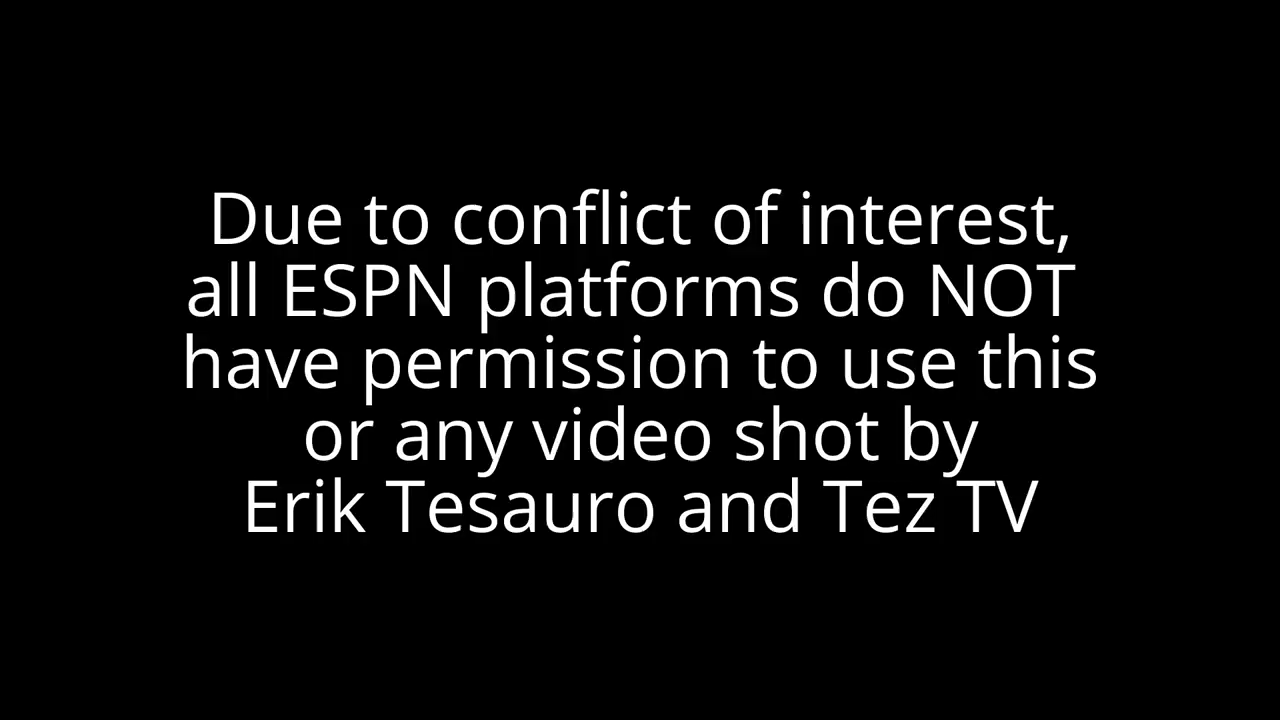 Due to conflict of interest,
all ESPN platforms do NOT
have permission to use this
or any video shot by
Erik Tesauro and Tez TV